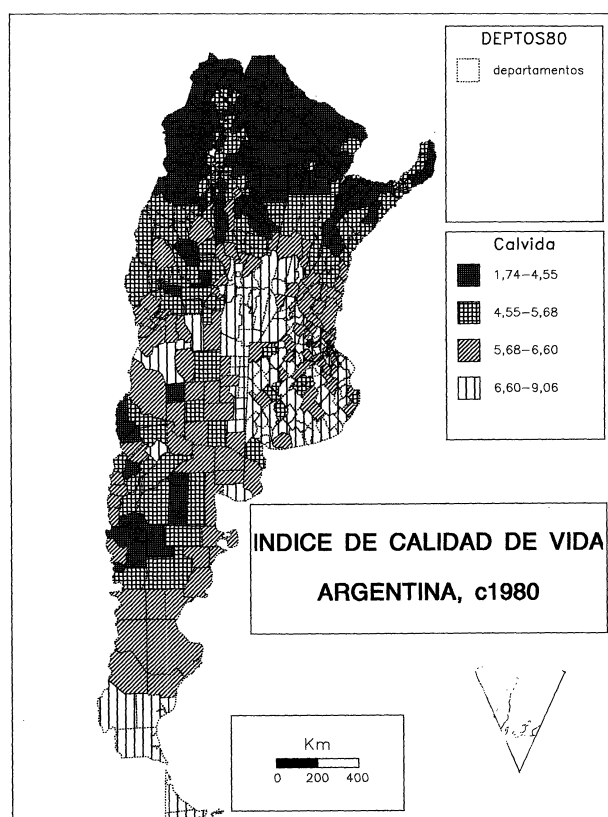 DEPTOS80
departamentos
Calvida
1,74–4,55
4,55–5,68
5,68–6,60
6,60–9,06
INDICE DE CALIDAD DE VIDA
ARGENTINA, c1980
Km
0 200 400